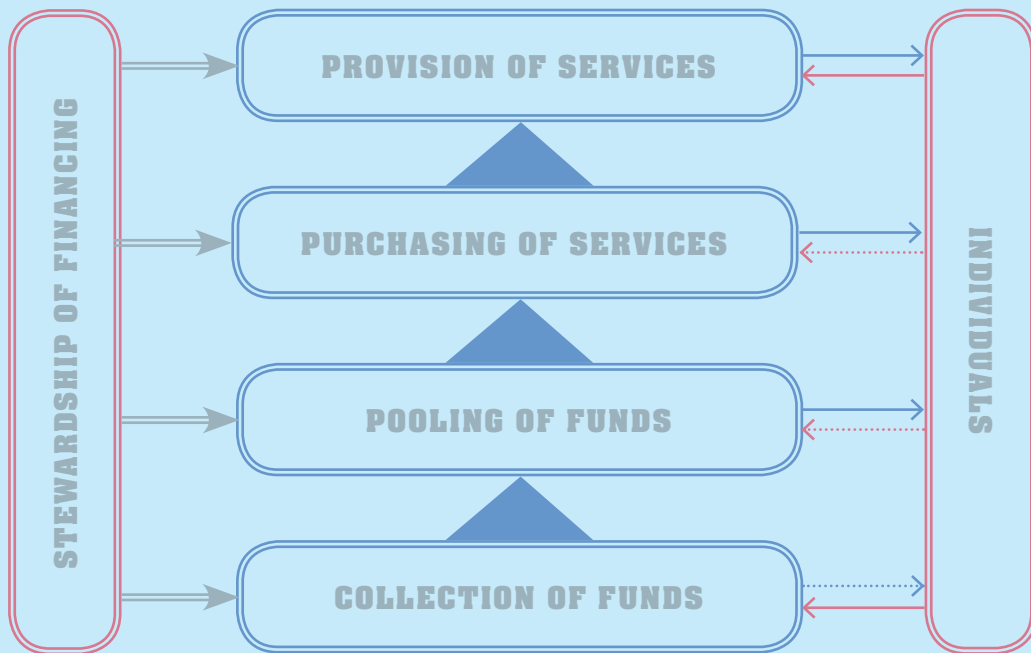 STEWARDSHIP OF FINANCING
PROVISION OF SERVICES
PURCHASING OF SERVICES
POOLING OF FUNDS
COLLECTION OF FUNDS
INDIVIDUALS